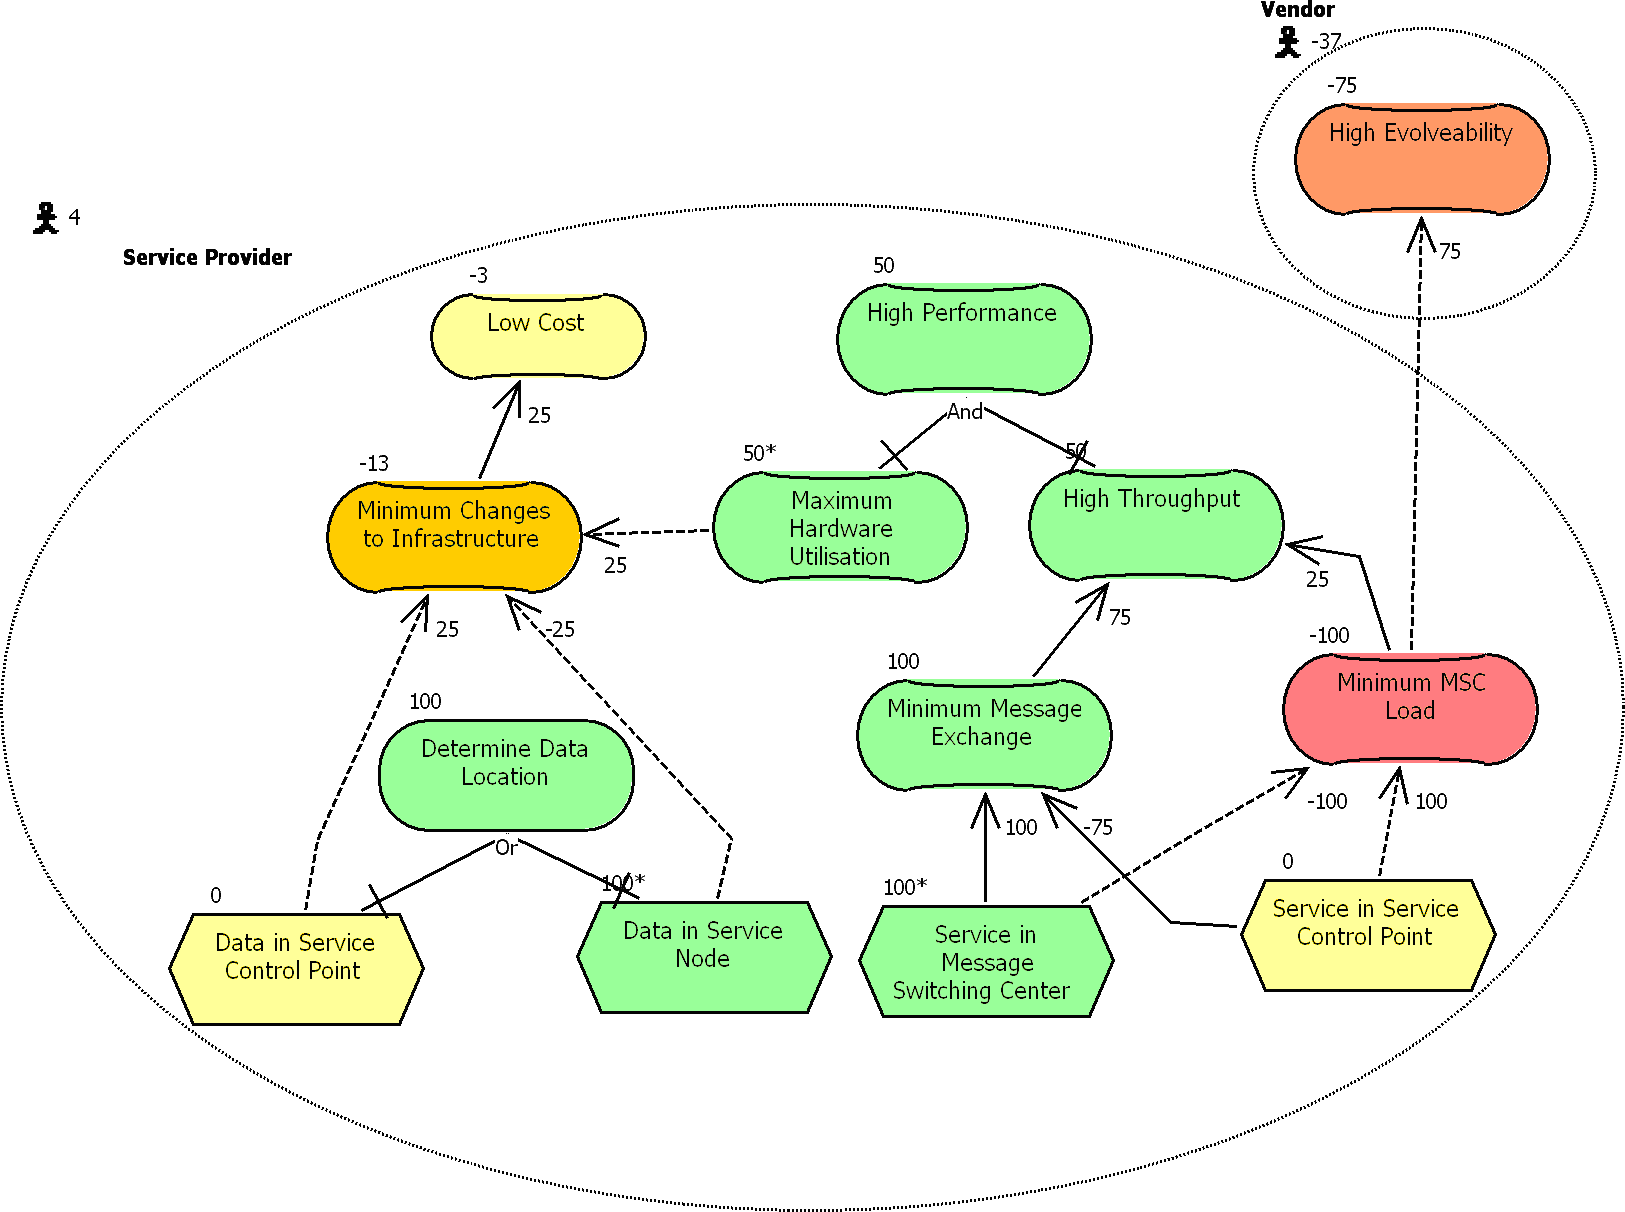 Vendor
-37
-75
High Evolveability
75
4
Service Provider
-3
Low Cost
25
50
High Performance
And
-13
Minimum Changes
to Infrastructure
50*
Maximum
Hardware
Utilisation
25
50
High Throughput
25
25
-25
75
100
Minimum Message
Exchange
-100
Minimum MSC
Load
100
Determine Data
Location
Or
100
-75
-100
100
0
Data in Service
Control Point
100*
Data in Service
Node
100*
Service in
Message
Switching Center
0
Service in Service
Control Point